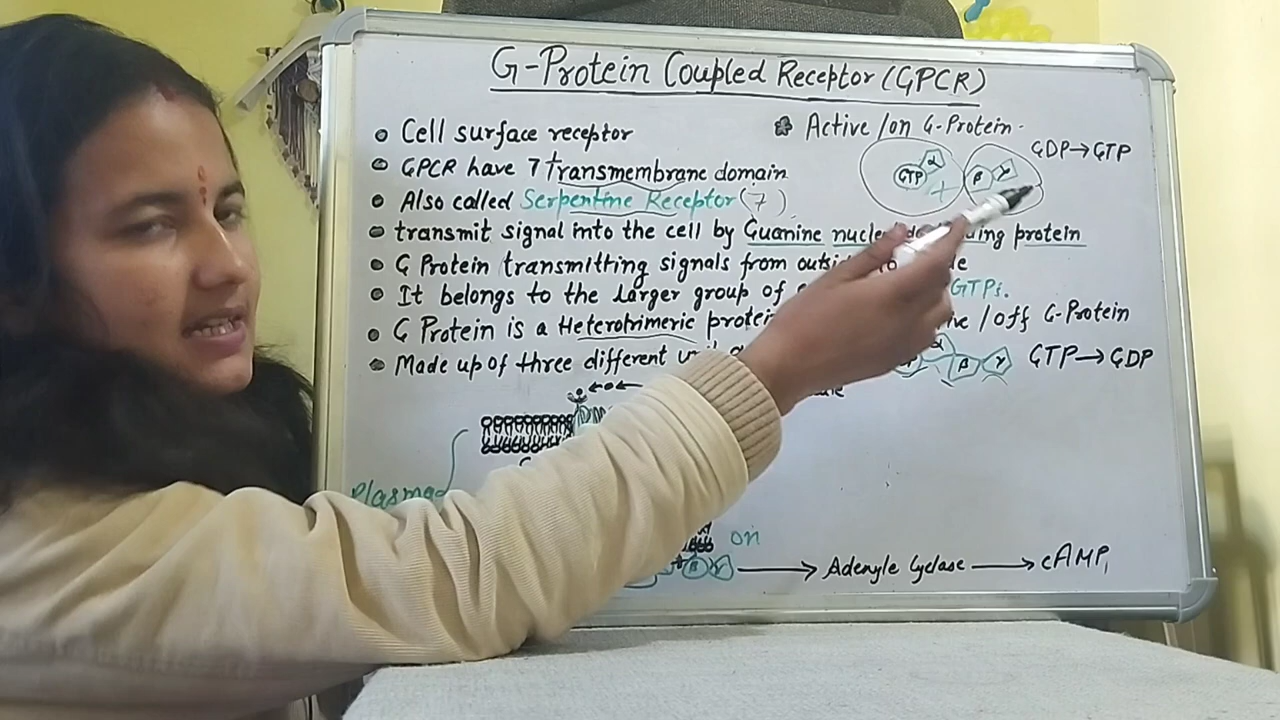 G-Protein Coupled Receptor (GPCR)
• Cell surface receptor
• GPCR have 7 transmembrane domain
• Also called Serpentine Receptor (7)
• transmit signal into the cell by Guanine protein
• G Protein transmitting signals from
• It belongs to the larger group of GTPs.
• G Protein is a Heterotrimeric
• Made up of three different
Active /on G-Protein
GDP→GTP
GTP α
+
β γ
/off G-Protein
α
β γ
GTP→GDP
Plasma
on
β γ
→ Adenyle Cyclase → cAMP,